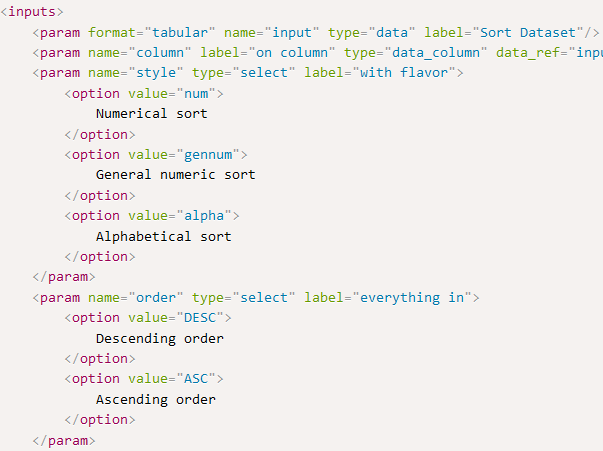 <inputs>
<param format="tabular" name="input" type="data" label="Sort Dataset"/>
<param name="column" label="on column" type="data_column" data_ref="inpu
<param name="style" type="select" label="with flavor">
<option value="num">
Numerical sort
</option>
<option value="gennum">
General numeric sort
</option>
<option value="alpha">
Alphabetical sort
</option>
</param>
<param name="order" type="select" label="everything in">
<option value="DESC">
Descending order
</option>
<option value="ASC">
Ascending order
</option>
</param>